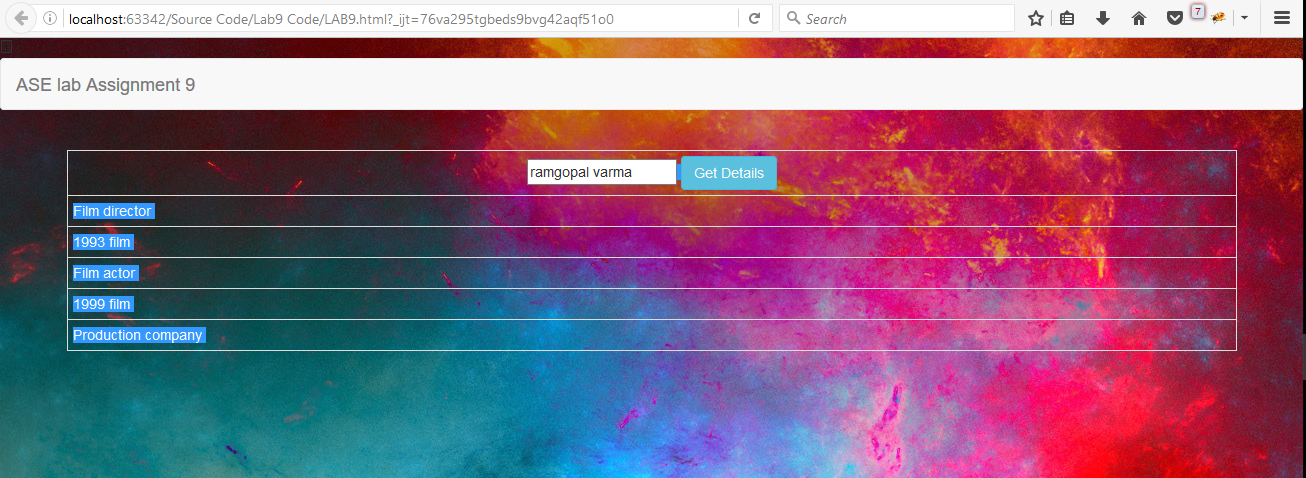 localhost:63342/Source Code/Lab9 Code/LAB9.html?_ijt=76va295tgbeds9bvg42aqf51o0
Search
7
ASE lab Assignment 9
ramgopal varma Get Details
Film director
1993 film
Film actor
1999 film
Production company